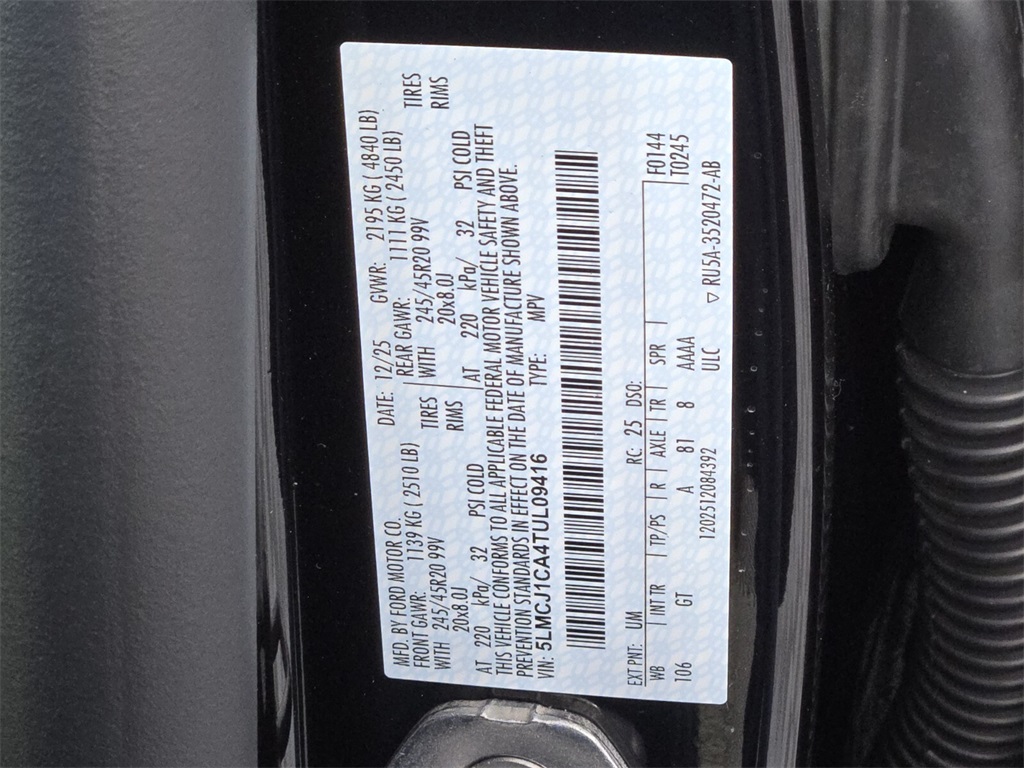 MFD. BY FORD MOTOR CO. DATE: 12/25 GVWR: 2195 KG ( 4840 LB)
FRONT GAWR: 1139 KG ( 2510 LB) REAR GAWR: 1111 KG ( 2450 LB)
WITH 245/45R20 99V TIRES WITH 245/45R20 99V TIRES
20x8.0J RIMS 20x8.0J RIMS
AT 220 kPa/ 32 PSI COLD AT 220 kPa/ 32 PSI COLD
THIS VEHICLE CONFORMS TO ALL APPLICABLE FEDERAL MOTOR VEHICLE SAFETY AND THEFT
PREVENTION STANDARDS IN EFFECT ON THE DATE OF MANUFACTURE SHOWN ABOVE.
VIN: 5LMCJ1CA4TUL09416 TYPE: MPV
EXT PNT: UM RC: 25 DSO: F0144
WB INT TR TP/PS R AXLE TR SPR T0245
106 GT A 81 8 AAAA
ULC
1202512084392 ▽ RU5A-3520472-AB